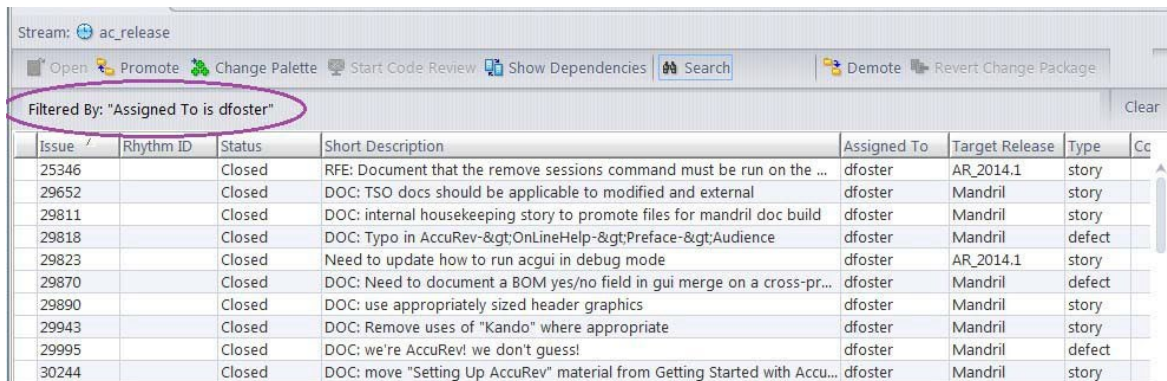 Stream: ac_release
Open Promote Change Palette Start Code Review Show Dependencies Search Demote Revert Change Package
Filtered By: "Assigned To is dfoster" Clear
Issue Rhythm ID Status Short Description Assigned To Target Release Type Co
25346 Closed RFE: Document that the remove sessions command must be run on the ... dfoster AR_2014.1 story
29652 Closed DOC: TSO docs should be applicable to modified and external dfoster Mandril story
29811 Closed DOC: internal housekeeping story to promote files for mandril doc build dfoster Mandril story
29818 Closed DOC: Typo in AccuRev-&gt;OnLineHelp-&gt;Preface-&gt;Audience dfoster Mandril defect
29823 Closed Need to update how to run acgui in debug mode dfoster AR_2014.1 story
29870 Closed DOC: Need to document a BOM yes/no field in gui merge on a cross-pr... dfoster Mandril defect
29890 Closed DOC: use appropriately sized header graphics dfoster Mandril story
29943 Closed DOC: Remove uses of "Kando" where appropriate dfoster Mandril story
29995 Closed DOC: we're AccuRev! we don't guess! dfoster Mandril defect
30244 Closed DOC: move "Setting Up AccuRev" material from Getting Started with Accu... dfoster Mandril story